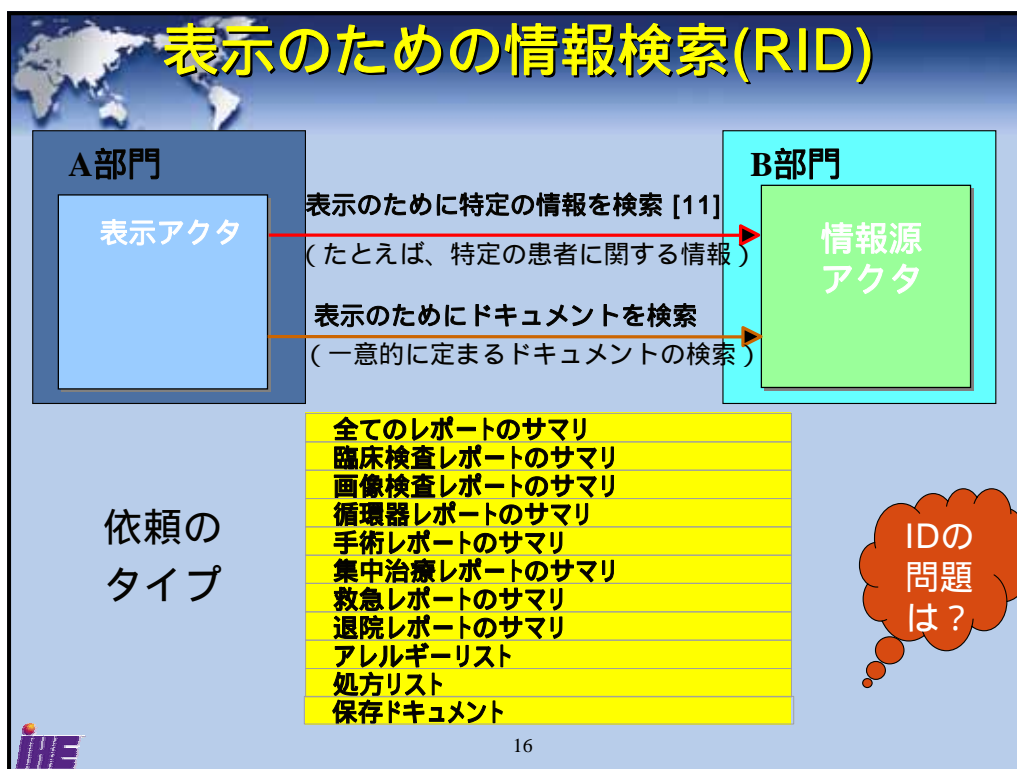 表示のための情報検索(RID)
A部門
B部門
表示アクタ
表示のために特定の情報を検索 [11]
（たとえば、特定の患者に関する情報）
情報源
アクタ
表示のためにドキュメントを検索
（一意的に定まるドキュメントの検索）
依頼の
タイプ
全てのレポートのサマリ
臨床検査レポートのサマリ
画像検査レポートのサマリ
循環器レポートのサマリ
手術レポートのサマリ
集中治療レポートのサマリ
救急レポートのサマリ
退院レポートのサマリ
アレルギーリスト
処方リスト
保存ドキュメント
IDの
問題
は？
IHE
16